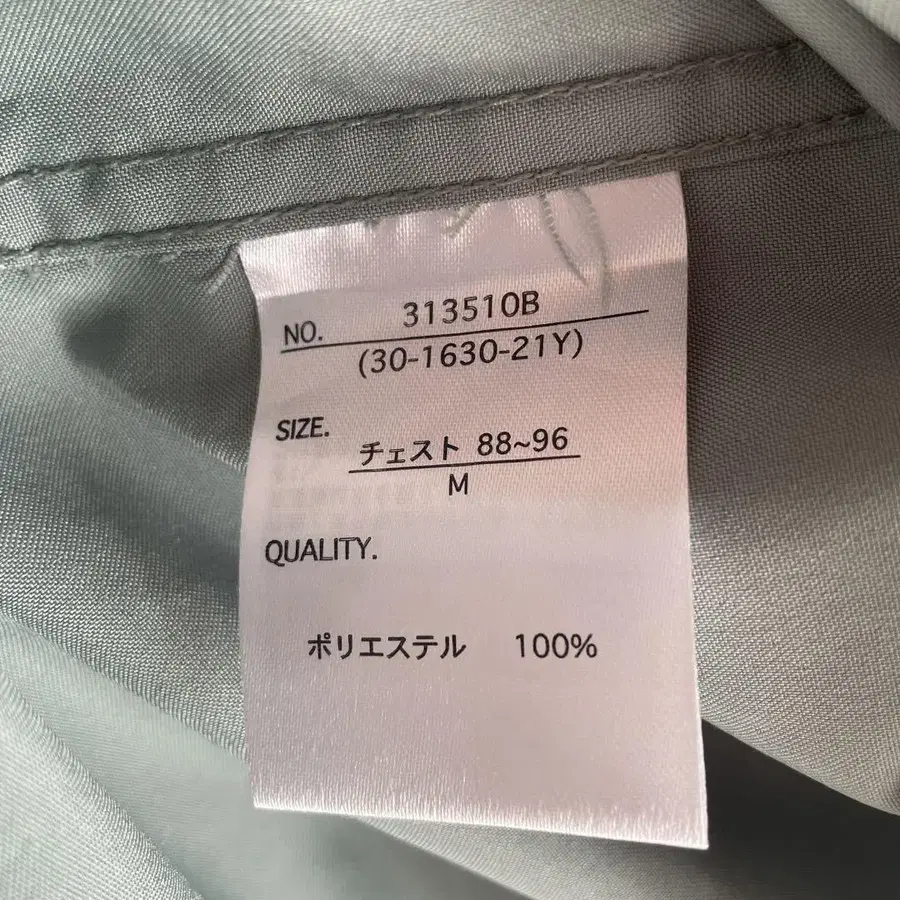 NO. 313510B
(30-1630-21Y)
SIZE.
チェスト 88~96
M
QUALITY.
ポリエステル 100%